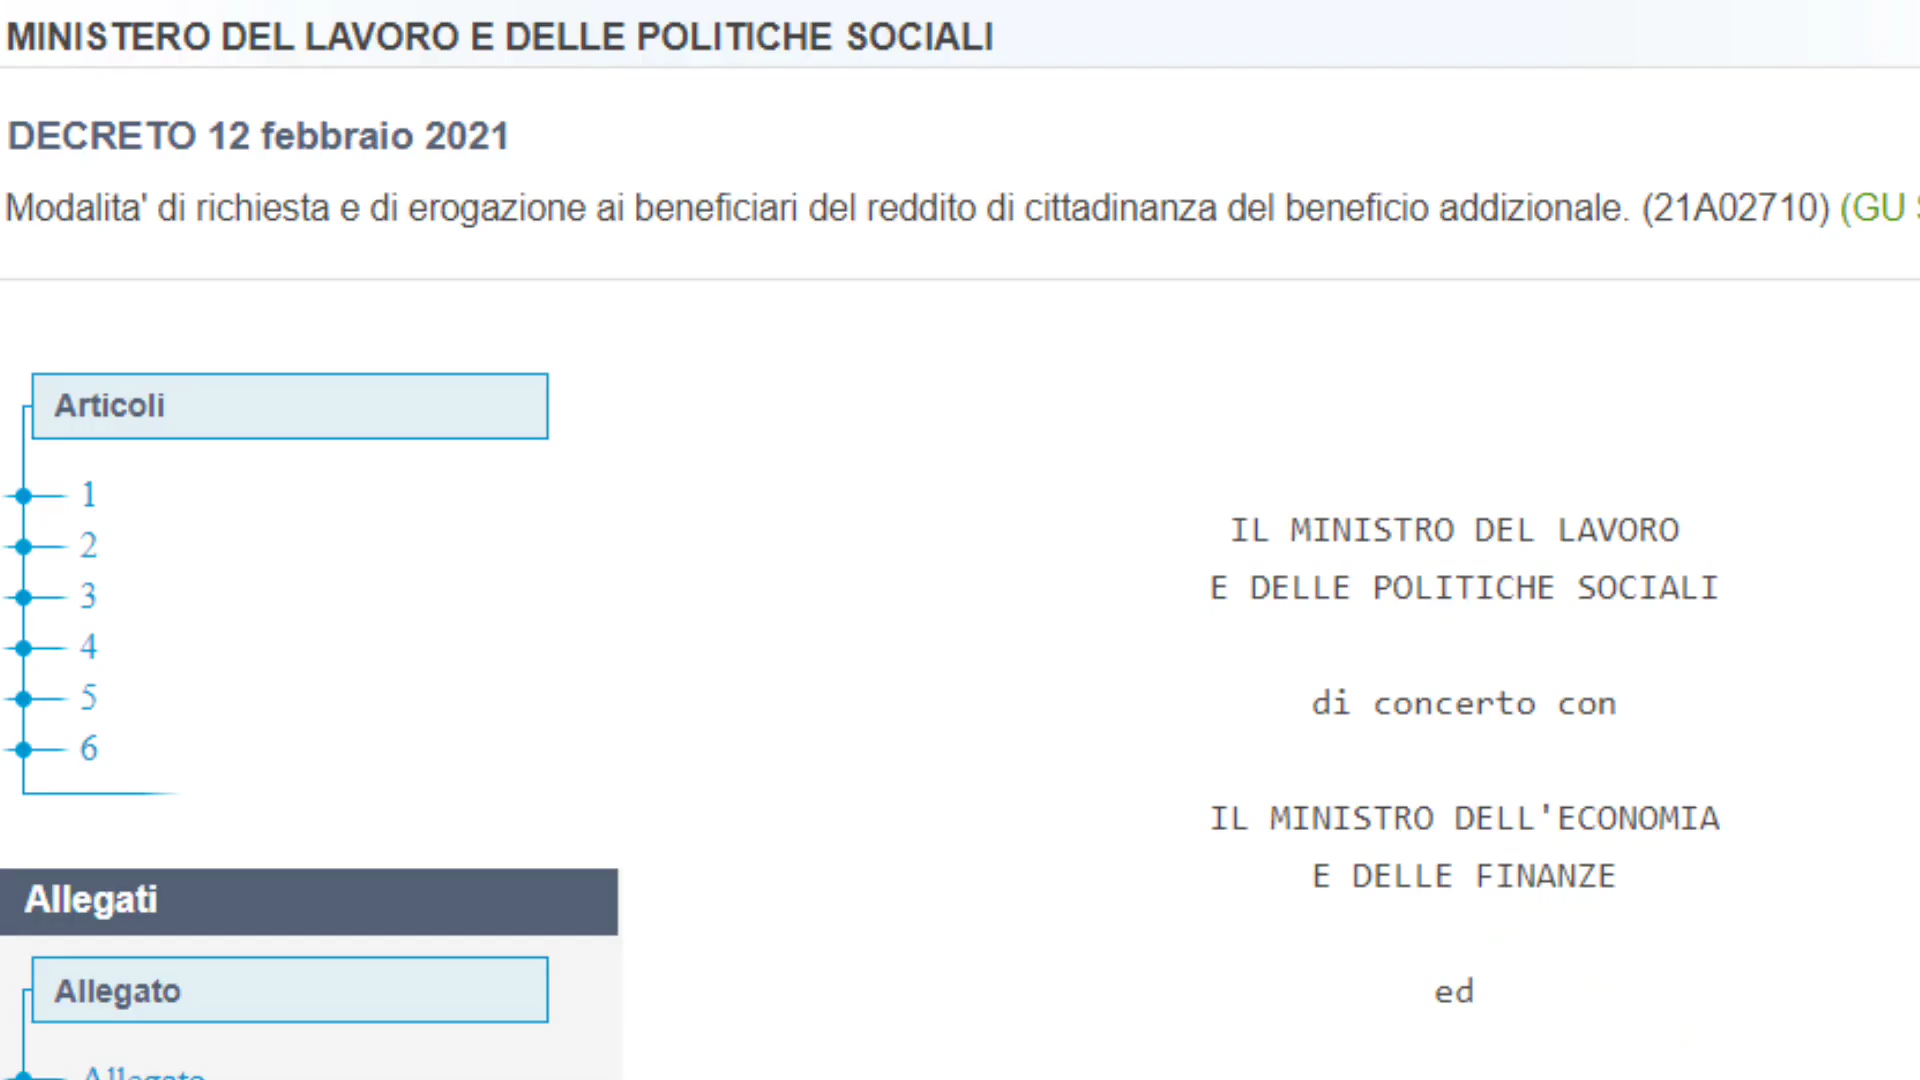 MINISTERO DEL LAVORO E DELLE POLITICHE SOCIALI
DECRETO 12 febbraio 2021
Modalita' di richiesta e di erogazione ai beneficiari del reddito di cittadinanza del beneficio addizionale. (21A02710) (GU
Articoli
1
2
3
4
5
6
Allegati
Allegato
Allegato
IL MINISTRO DEL LAVORO
E DELLE POLITICHE SOCIALI
di concerto con
IL MINISTRO DELL'ECONOMIA
E DELLE FINANZE
ed